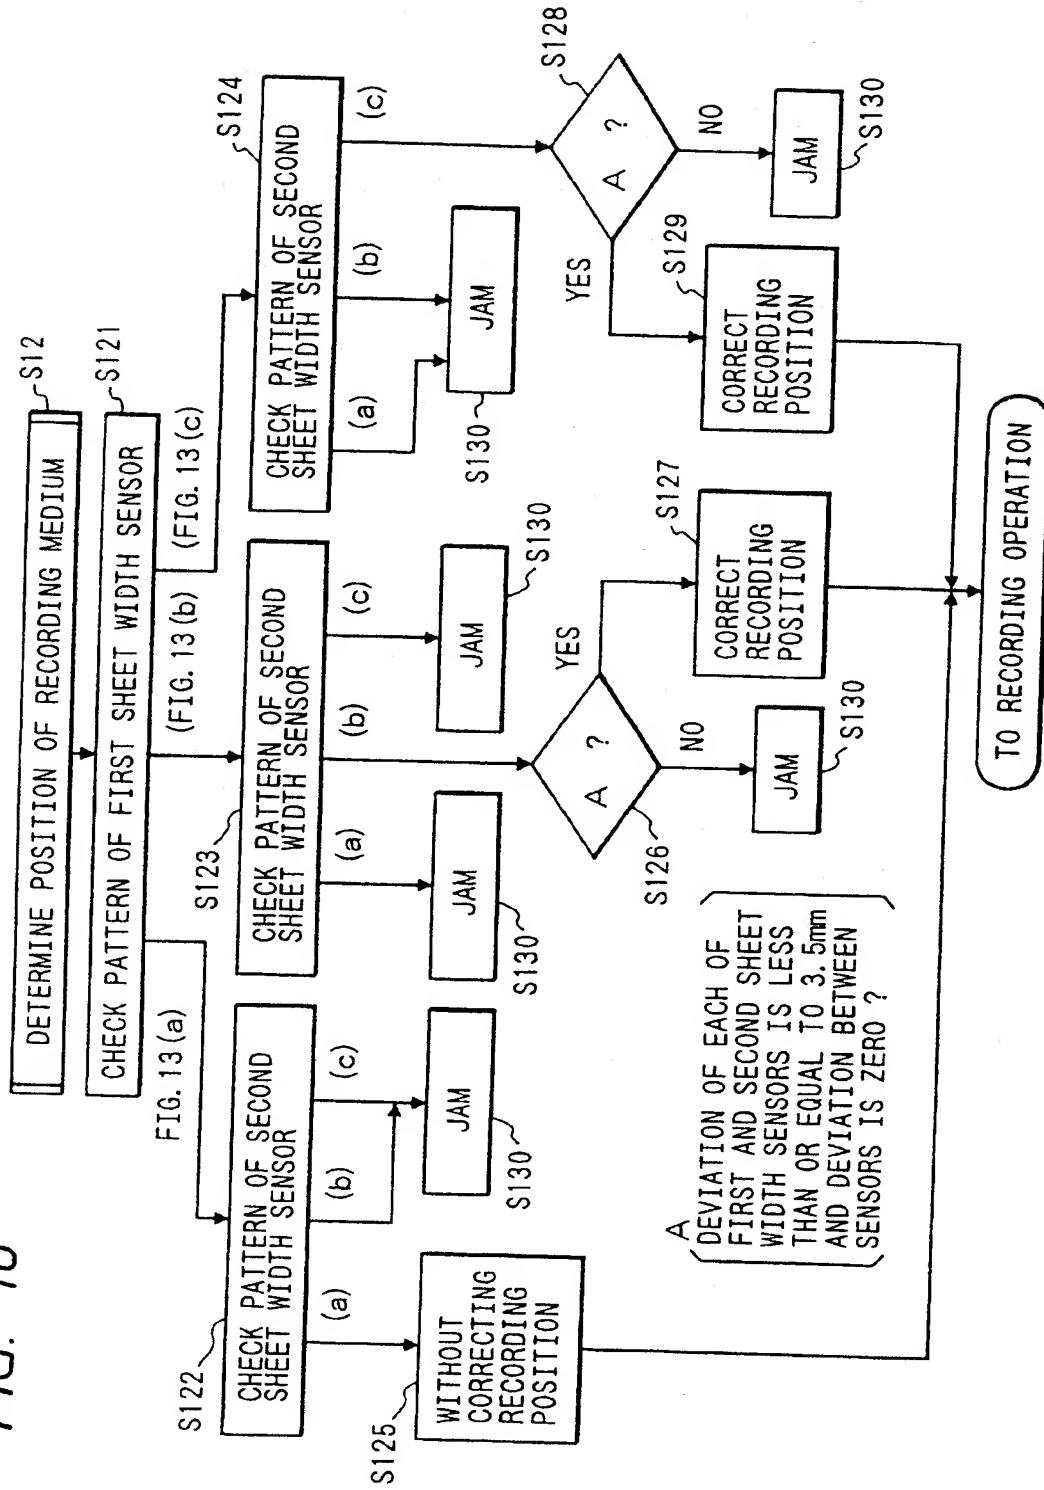 S12
DETERMINE POSITION OF RECORDING MEDIUM
S121
CHECK PATTERN OF FIRST SHEET WIDTH SENSOR
FIG. 13(a)
(FIG. 13(b)
(FIG. 13(c)
S122
CHECK PATTERN OF SECOND
SHEET WIDTH SENSOR
(a)
(b)
(c)
S125
WITHOUT
CORRECTING
RECORDING
POSITION
JAM
S130
S123
CHECK PATTERN OF SECOND
SHEET WIDTH SENSOR
(a)
(b)
(c)
JAM
S130
JAM
S130
A ?
S126
YES
NO
JAM
S130
S127
CORRECT
RECORDING
POSITION
S124
CHECK PATTERN OF SECOND
SHEET WIDTH SENSOR
(a)
(b)
(c)
JAM
S130
S128
A ?
YES
NO
JAM
S130
S129
CORRECT
RECORDING
POSITION
A
DEVIATION OF EACH OF
FIRST AND SECOND SHEET
WIDTH SENSORS IS LESS
THAN OR EQUAL TO 3.5mm
AND DEVIATION BETWEEN
SENSORS IS ZERO ?
TO RECORDING OPERATION